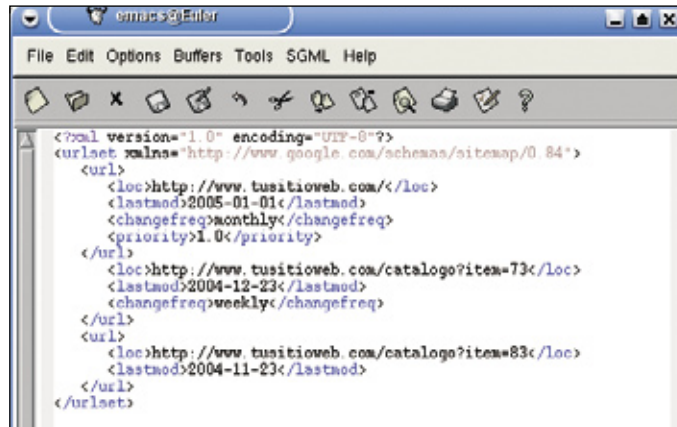 emacs@Euler
File Edit Options Buffers Tools SGML Help
<?xml version="1.0" encoding="UTF-8"?>
<urlset xmlns="http://www.google.com/schemas/sitemap/0.84">
<url>
<loc>http://www.tusitioweb.com/</loc>
<lastmod>2005-01-01</lastmod>
<changefreq>monthly</changefreq>
<priority>1.0</priority>
</url>
<loc>http://www.tusitioweb.com/catalogo?item=73</loc>
<lastmod>2004-12-23</lastmod>
<changefreq>weekly</changefreq>
</url>
<url>
<loc>http://www.tusitioweb.com/catalogo?item=83</loc>
<lastmod>2004-11-23</lastmod>
</url>
</urlset>